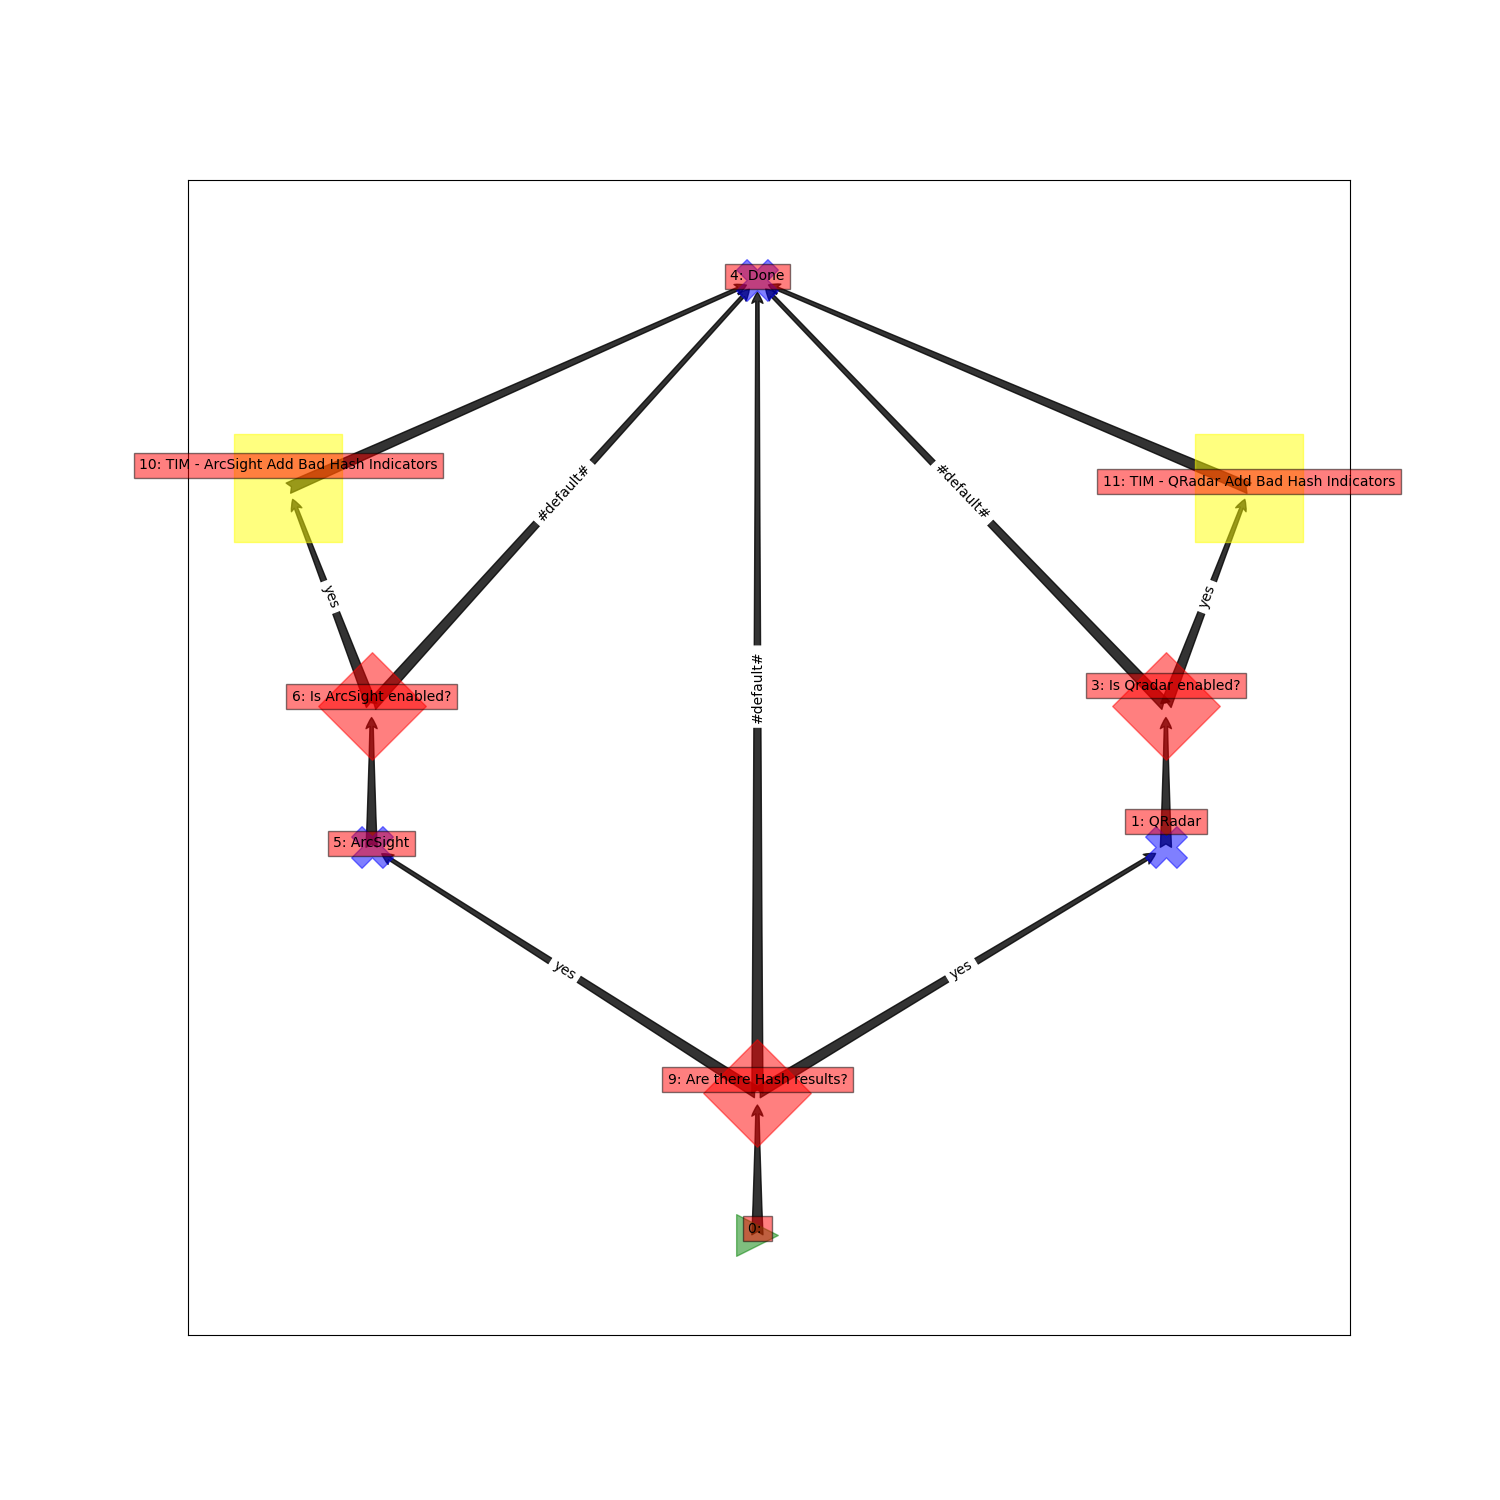 4: Done
10: TIM - ArcSight Add Bad Hash Indicators
11: TIM - QRadar Add Bad Hash Indicators
#default#
#default#
yes
yes
#default#
6: Is ArcSight enabled?
3: Is Qradar enabled?
5: ArcSight
1: QRadar
yes
yes
9: Are there Hash results?
0: